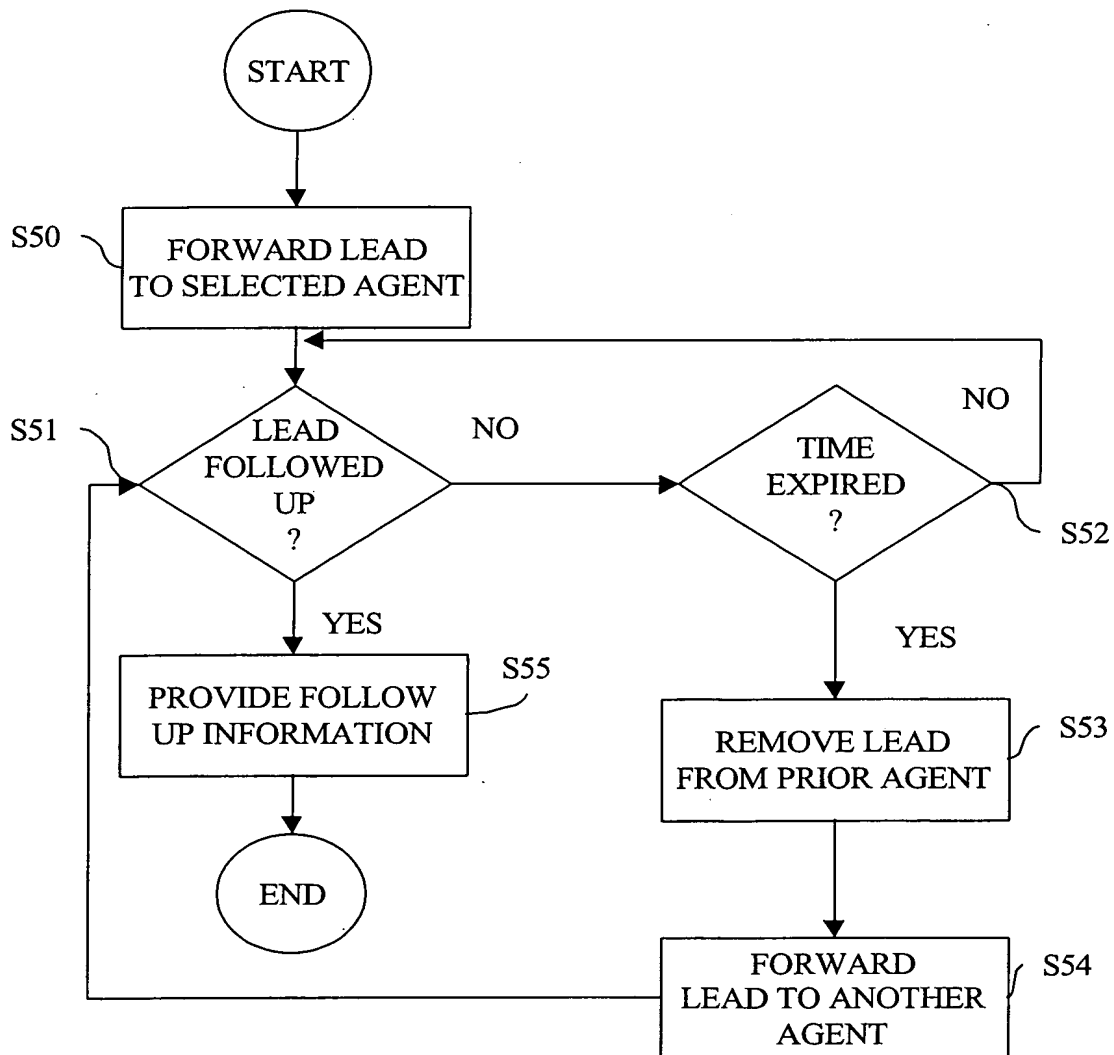 START
S50
FORWARD LEAD
TO SELECTED AGENT
S51
LEAD
FOLLOWED
UP
?
NO
TIME
EXPIRED
?
NO
S52
YES
YES
S55
PROVIDE FOLLOW
UP INFORMATION
S53
REMOVE LEAD
FROM PRIOR AGENT
END
S54
FORWARD
LEAD TO ANOTHER
AGENT